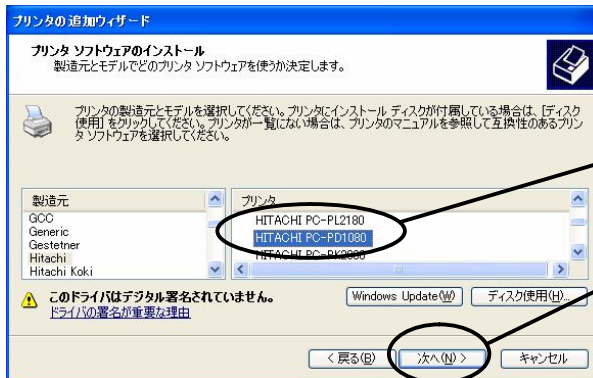 プリンタの追加ウィザード
プリンタ ソフトウェアのインストール
製造元とモデルでどのプリンタ ソフトウェアを使うか決定します。
プリンタの製造元とモデルを選択してください。プリンタにインストール ディスクが付属している場合は、[ディスク
使用] をクリックしてください。プリンタが一覧にない場合は、プリンタのマニュアルを参照して互換性のあるプリン
タ ソフトウェアを選択してください。
製造元
GCC
Generic
Gestetner
Hitachi
Hitachi Koki
プリンタ
HITACHI PC-PL2180
HITACHI PC-PD1080
HITACHI PC-PK2080
このドライバはデジタル署名されていません。
ドライバの署名が重要な理由
Windows Update(W)
ディスク使用(H)...
< 戻る(B)
次へ(N) >
キャンセル